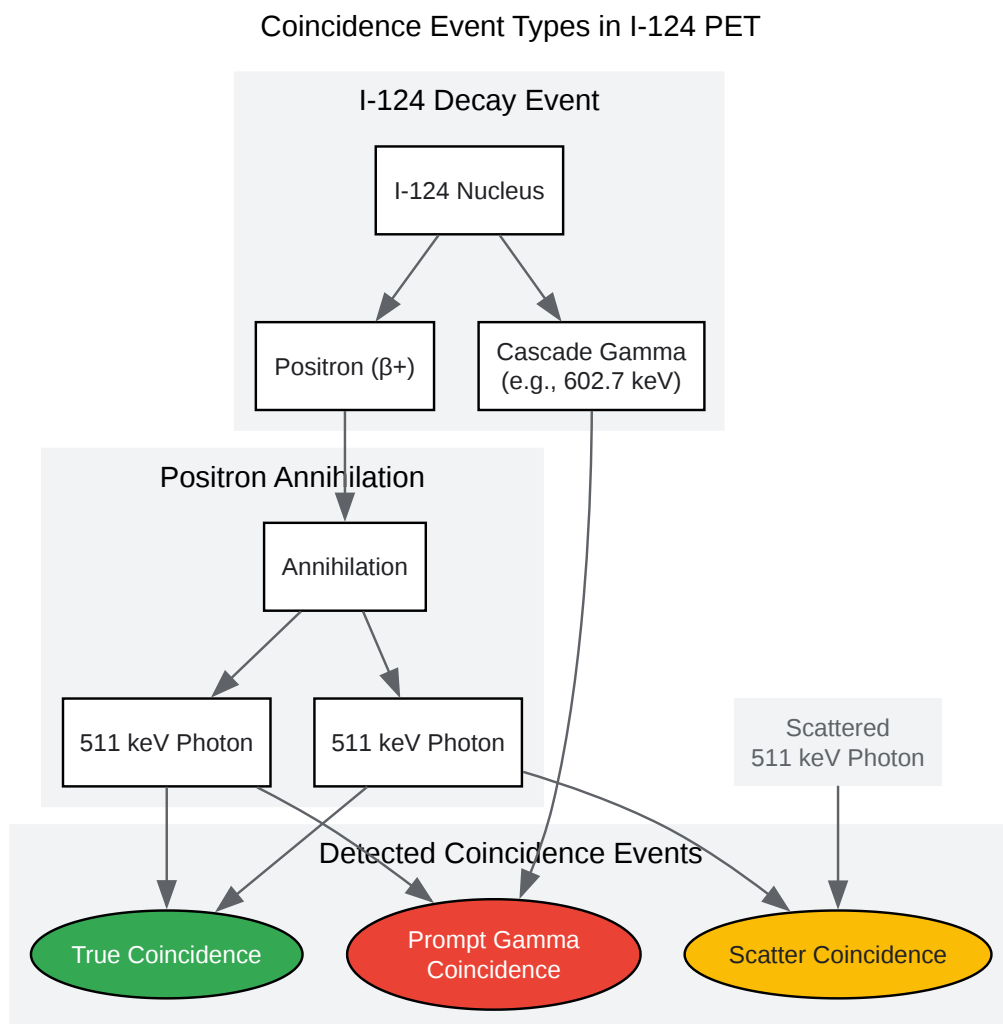 Coincidence Event Types in I-124 PET
I-124 Decay Event
I-124 Nucleus
Positron (β+)
Cascade Gamma
(e.g., 602.7 keV)
Positron Annihilation
Annihilation
511 keV Photon
511 keV Photon
Scattered
511 keV Photon
Detected Coincidence Events
True Coincidence
Prompt Gamma
Coincidence
Scatter Coincidence